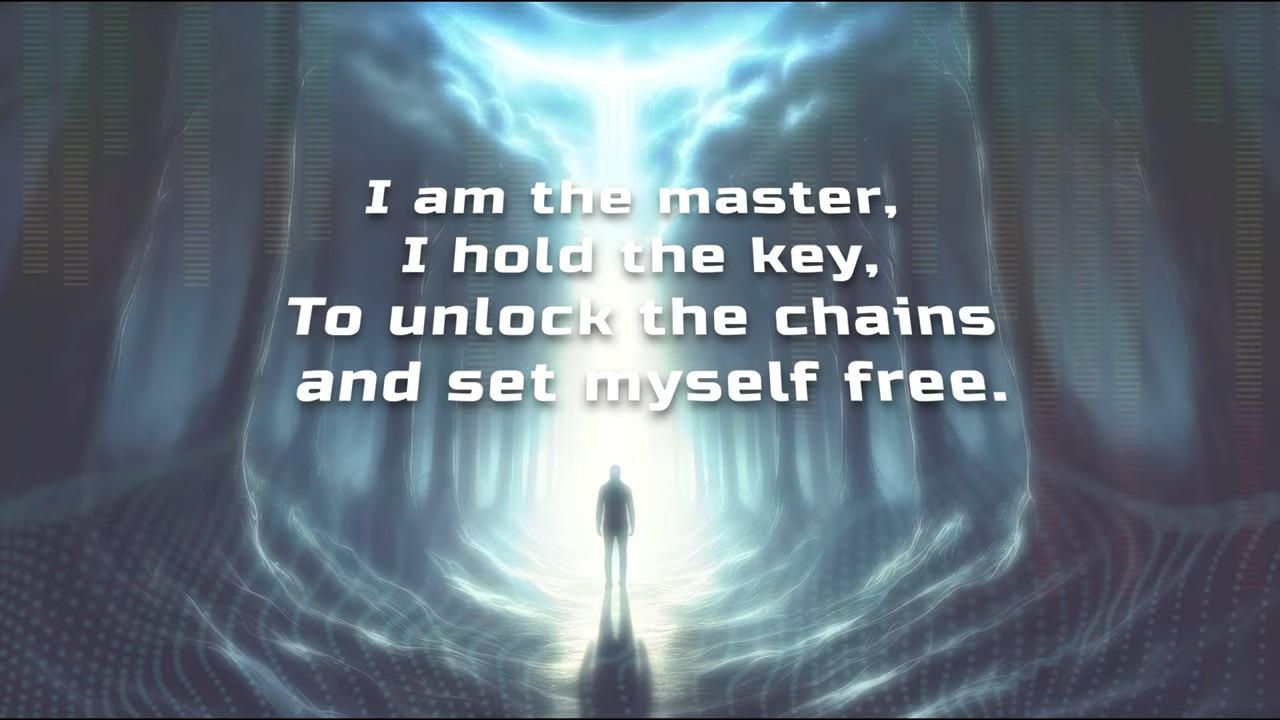 I am the master,
I hold the key,
To unlock the chains
and set myself free.